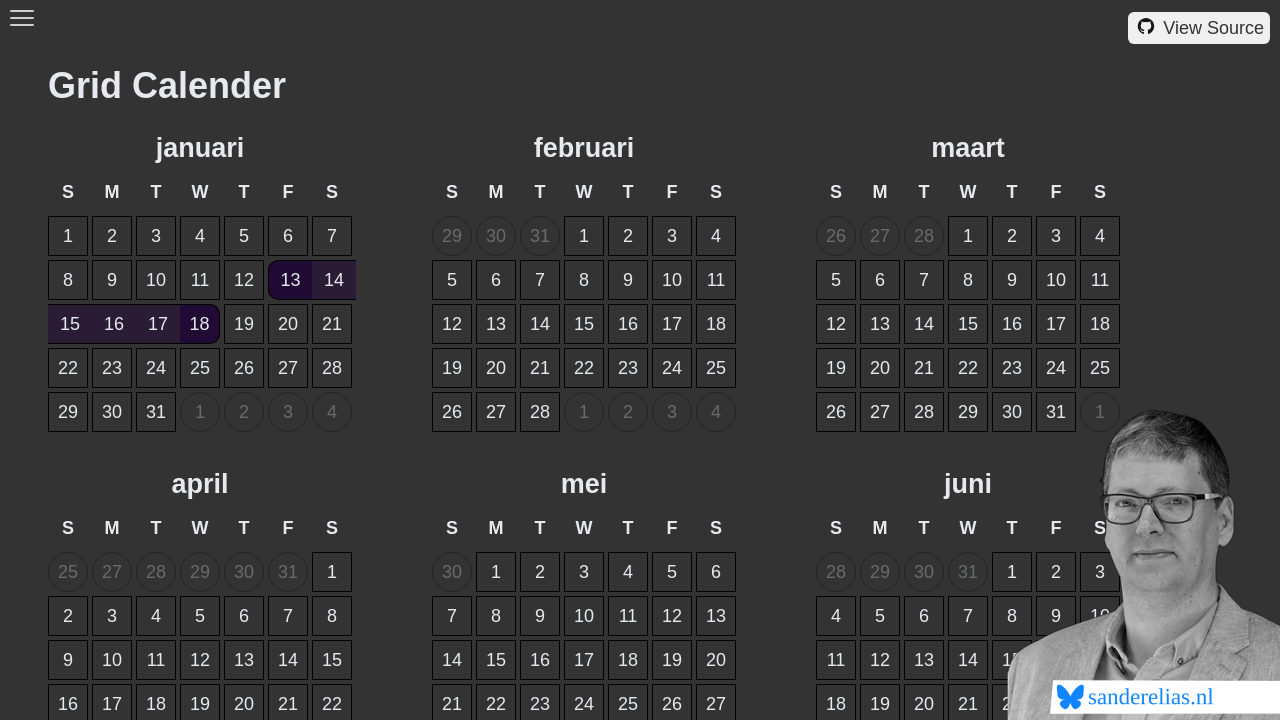 View Source
Grid Calender
januari februari maart
S M T W T F S S M T W T F S S M T W T F S
1 2 3 4 5 6 7 29 30 31 1 2 3 4 26 27 28 1 2 3 4
8 9 10 11 12 13 14 5 6 7 8 9 10 11 5 6 7 8 9 10 11
15 16 17 18 19 20 21 12 13 14 15 16 17 18 12 13 14 15 16 17 18
22 23 24 25 26 27 28 19 20 21 22 23 24 25 19 20 21 22 23 24 25
29 30 31 1 2 3 4 26 27 28 1 2 3 4 26 27 28 29 30 31 1
april mei juni
S M T W T F S S M T W T F S S M T W T F S
25 27 28 29 30 31 1 30 1 2 3 4 5 6 28 29 30 31 1 2 3
2 3 4 5 6 7 8 7 8 9 10 11 12 13 4 5 6 7 8 9 10
9 10 11 12 13 14 15 14 15 16 17 18 19 20 11 12 13 14
16 17 18 19 20 21 22 21 22 23 24 25 26 27 18 19 20 21
sanderelias.nl